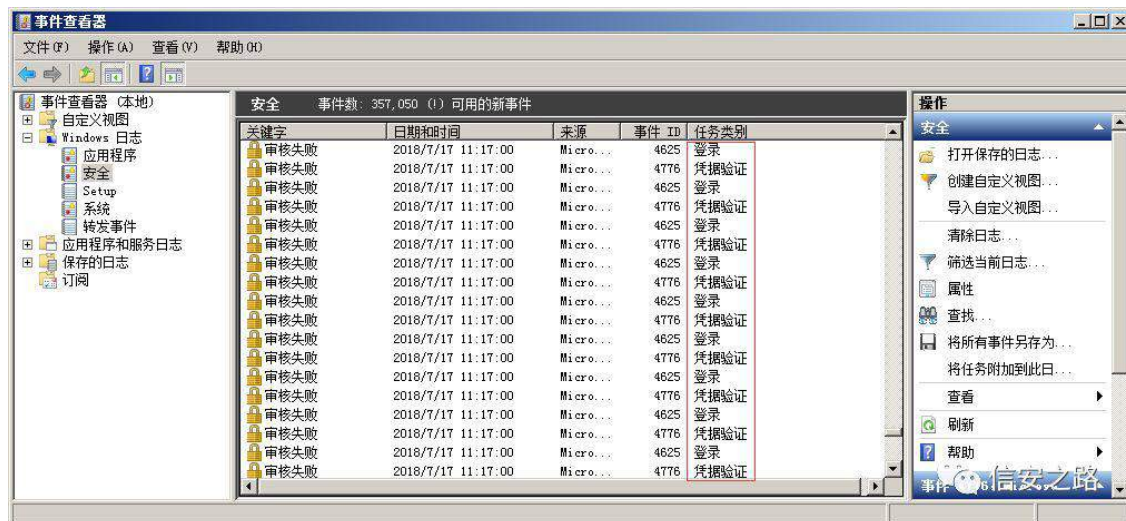 事件查看器
文件(F) 操作(A) 查看(V) 帮助(H)
事件查看器 (本地)
自定义视图
Windows 日志
应用程序
安全
Setup
系统
转发事件
应用程序和服务日志
保存的日志
订阅
安全 事件数: 357,050 (!) 可用的新事件
关键字 日期和时间 来源 事件 ID 任务类别
审核失败 2018/7/17 11:17:00 Micro... 4625 登录
审核失败 2018/7/17 11:17:00 Micro... 4776 凭据验证
审核失败 2018/7/17 11:17:00 Micro... 4625 登录
审核失败 2018/7/17 11:17:00 Micro... 4776 凭据验证
审核失败 2018/7/17 11:17:00 Micro... 4625 登录
审核失败 2018/7/17 11:17:00 Micro... 4776 凭据验证
审核失败 2018/7/17 11:17:00 Micro... 4625 登录
审核失败 2018/7/17 11:17:00 Micro... 4776 凭据验证
审核失败 2018/7/17 11:17:00 Micro... 4625 登录
审核失败 2018/7/17 11:17:00 Micro... 4776 凭据验证
审核失败 2018/7/17 11:17:00 Micro... 4625 登录
审核失败 2018/7/17 11:17:00 Micro... 4776 凭据验证
审核失败 2018/7/17 11:17:00 Micro... 4625 登录
审核失败 2018/7/17 11:17:00 Micro... 4776 凭据验证
审核失败 2018/7/17 11:17:00 Micro... 4625 登录
审核失败 2018/7/17 11:17:00 Micro... 4776 凭据验证
审核失败 2018/7/17 11:17:00 Micro... 4625 登录
审核失败 2018/7/17 11:17:00 Micro... 4776 凭据验证
操作
安全
打开保存的日志...
创建自定义视图...
导入自定义视图...
清除日志...
筛选当前日志...
属性
查找...
将所有事件另存为...
将任务附加到此日...
查看
刷新
帮助
事件
信安之路